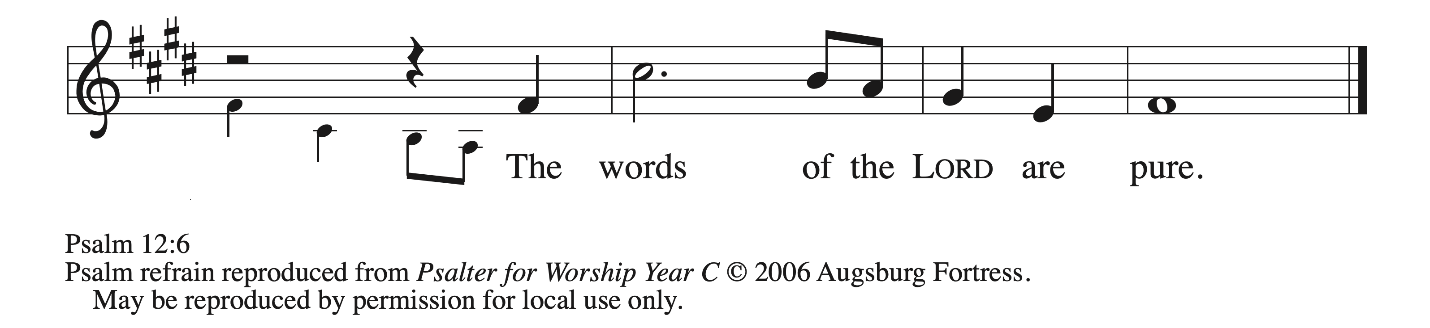 The words of the LORD are pure.
Psalm 12:6
Psalm refrain reproduced from Psalter for Worship Year C © 2006 Augsburg Fortress.
May be reproduced by permission for local use only.